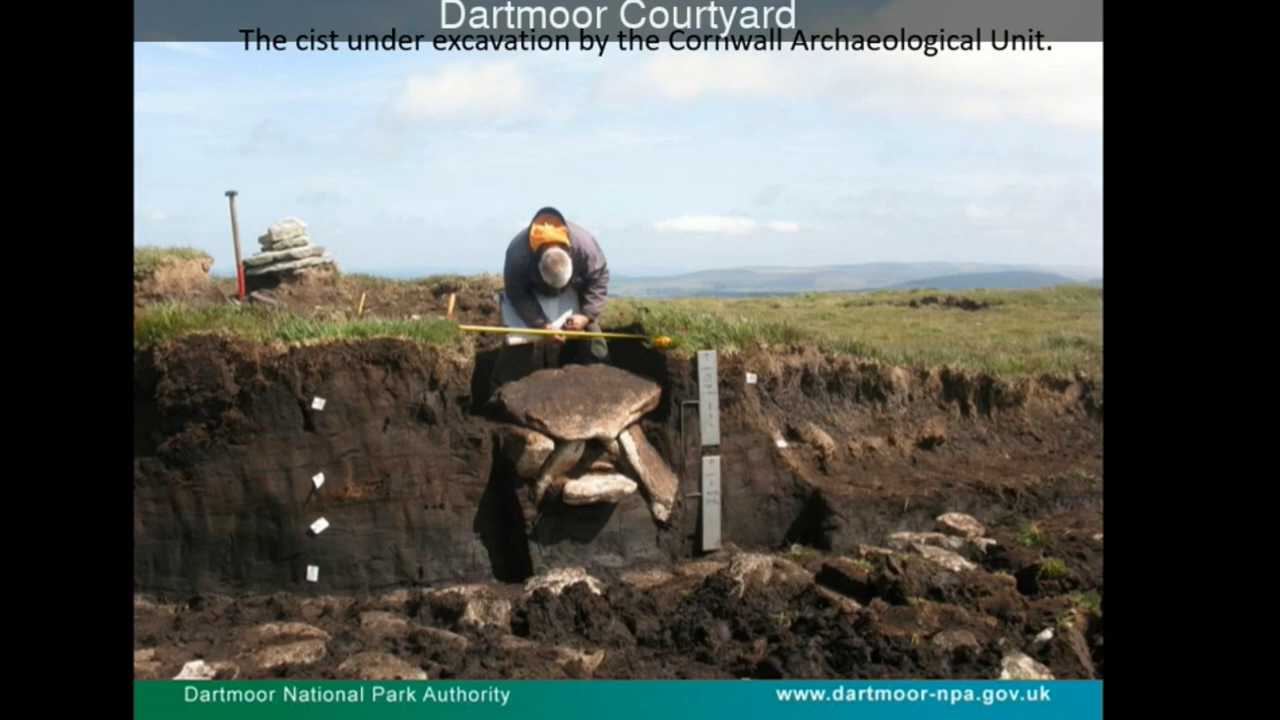 Dartmoor Courtyard
The cist under excavation by the Cornwall Archaeological Unit.
Dartmoor National Park Authority
www.dartmoor-npa.gov.uk